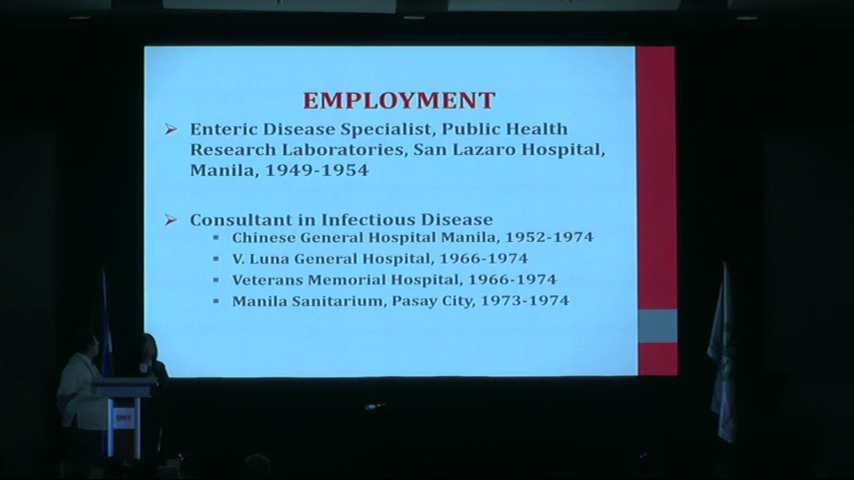 EMPLOYMENT
Enteric Disease Specialist, Public Health
Research Laboratories, San Lazaro Hospital,
Manila, 1949-1954
Consultant in Infectious Disease
Chinese General Hospital Manila, 1952-1974
V. Luna General Hospital, 1966-1974
Veterans Memorial Hospital, 1966-1974
Manila Sanitarium, Pasay City, 1973-1974